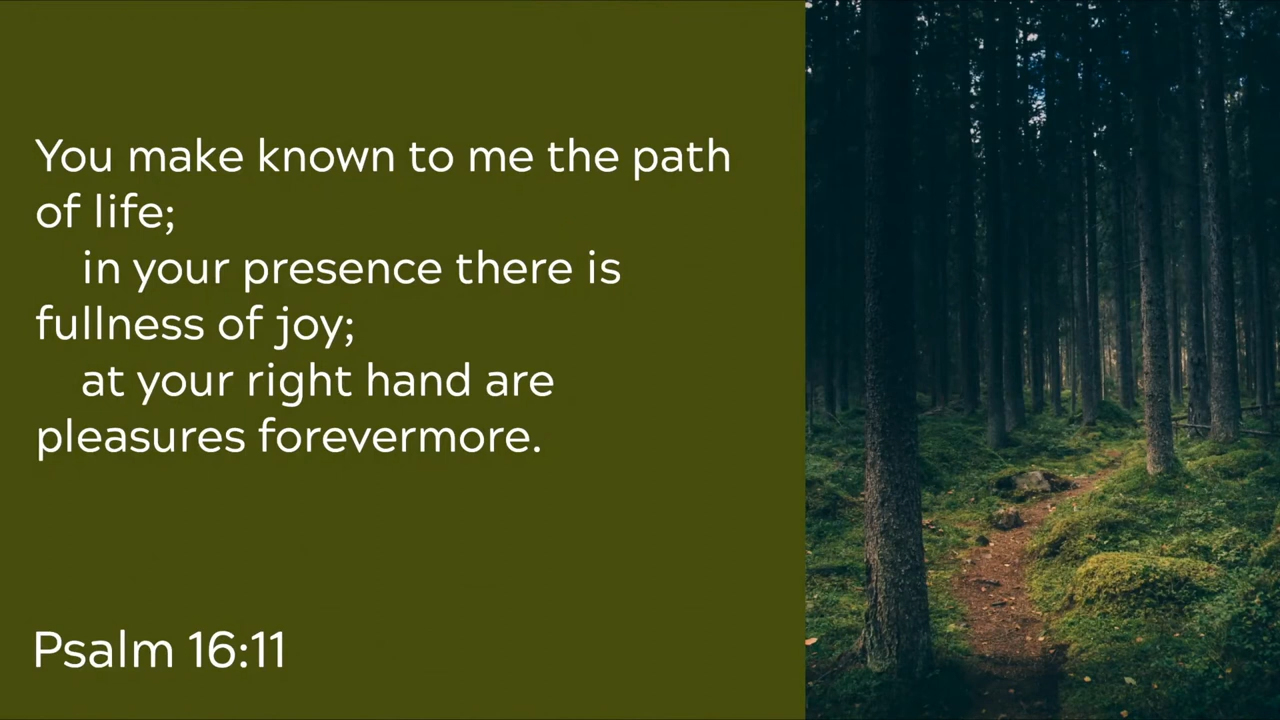 You make known to me the path
of life;
in your presence there is
fullness of joy;
at your right hand are
pleasures forevermore.
Psalm 16:11